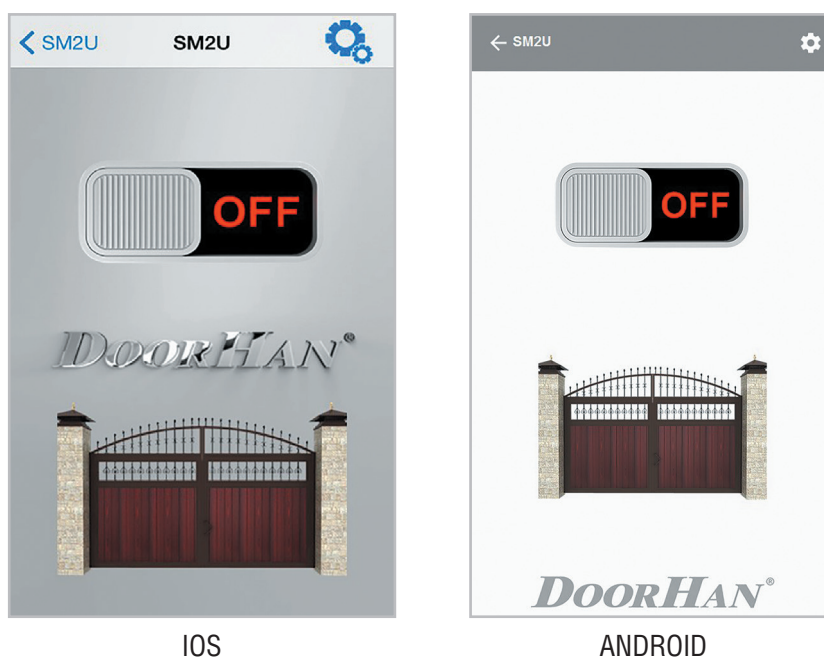 SM2U SM2U
OFF
DOORHAN®
IOS
SM2U
OFF
DOORHAN®
ANDROID